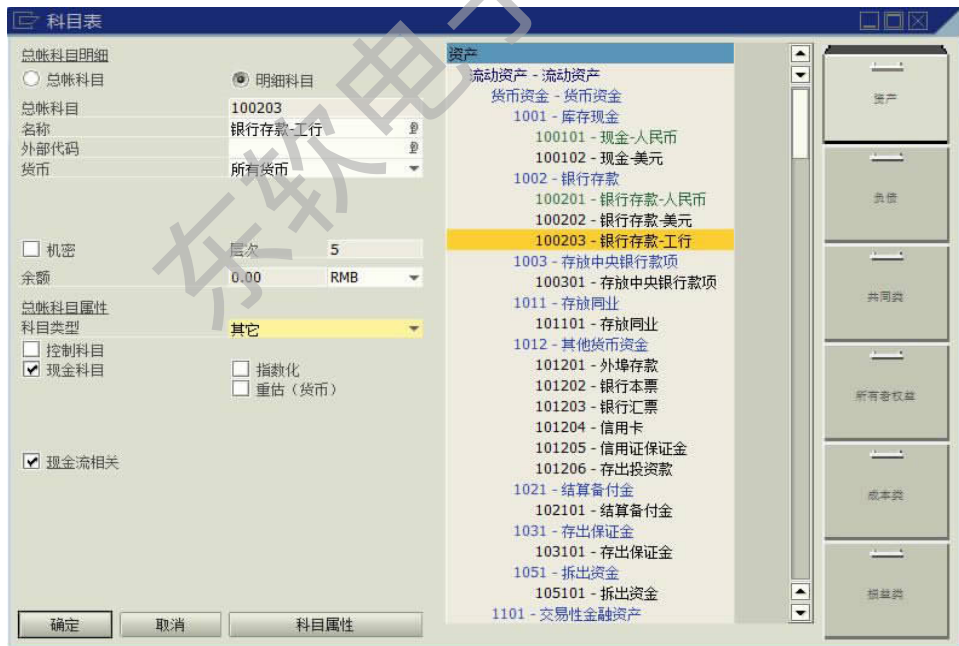 科目表
总帐科目明细
总帐科目
明细科目
总帐科目 100203
名称 银行存款-工行
外部代码
货币 所有货币
机密 层次 5
余额 0.00 RMB
总帐科目属性
科目类型 其它
控制科目
现金科目 指数化
重估（货币）
现金流相关
确定 取消 科目属性
资产
流动资产 - 流动资产
货币资金 - 货币资金
1001 - 库存现金
100101 - 现金-人民币
100102 - 现金-美元
1002 - 银行存款
100201 - 银行存款-人民币
100202 - 银行存款-美元
100203 - 银行存款-工行
1003 - 存放中央银行款项
100301 - 存放中央银行款项
1011 - 存放同业
101101 - 存放同业
1012 - 其他货币资金
101201 - 外埠存款
101202 - 银行本票
101203 - 银行汇票
101204 - 信用卡
101205 - 信用证保证金
101206 - 存出投资款
1021 - 结算备付金
102101 - 结算备付金
1031 - 存出保证金
103101 - 存出保证金
1051 - 拆出资金
105101 - 拆出资金
1101 - 交易性金融资产
资产
负债
共同类
所有者权益
成本类
损益类
东软电子